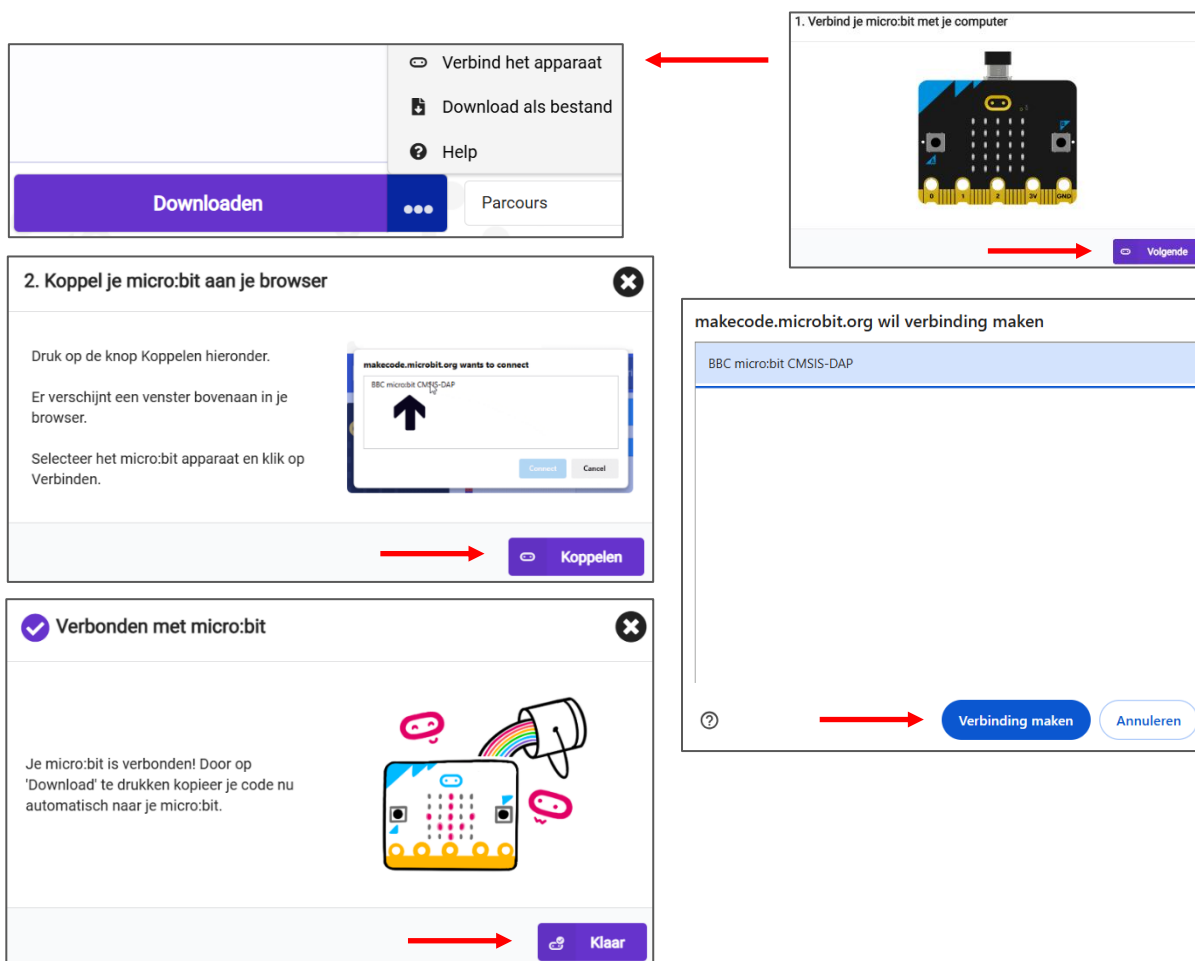 Verbind het apparaat
Download als bestand
Help
Downloaden
Parcours
1. Verbind je micro:bit met je computer
0 1 2 3V GND
Volgende
2. Koppel je micro:bit aan je browser
Druk op de knop Koppelen hieronder.
Er verschijnt een venster bovenaan in je
browser.
Selecteer het micro:bit apparaat en klik op
Verbinden.
makecode.microbit.org wants to connect
BBC micro:bit CMSIS-DAP
Connect
Cancel
Koppelen
makecode.microbit.org wil verbinding maken
BBC micro:bit CMSIS-DAP
Verbinding maken
Annuleren
Verbonden met micro:bit
Je micro:bit is verbonden! Door op
'Download' te drukken kopieer je code nu
automatisch naar je micro:bit.
Klaar